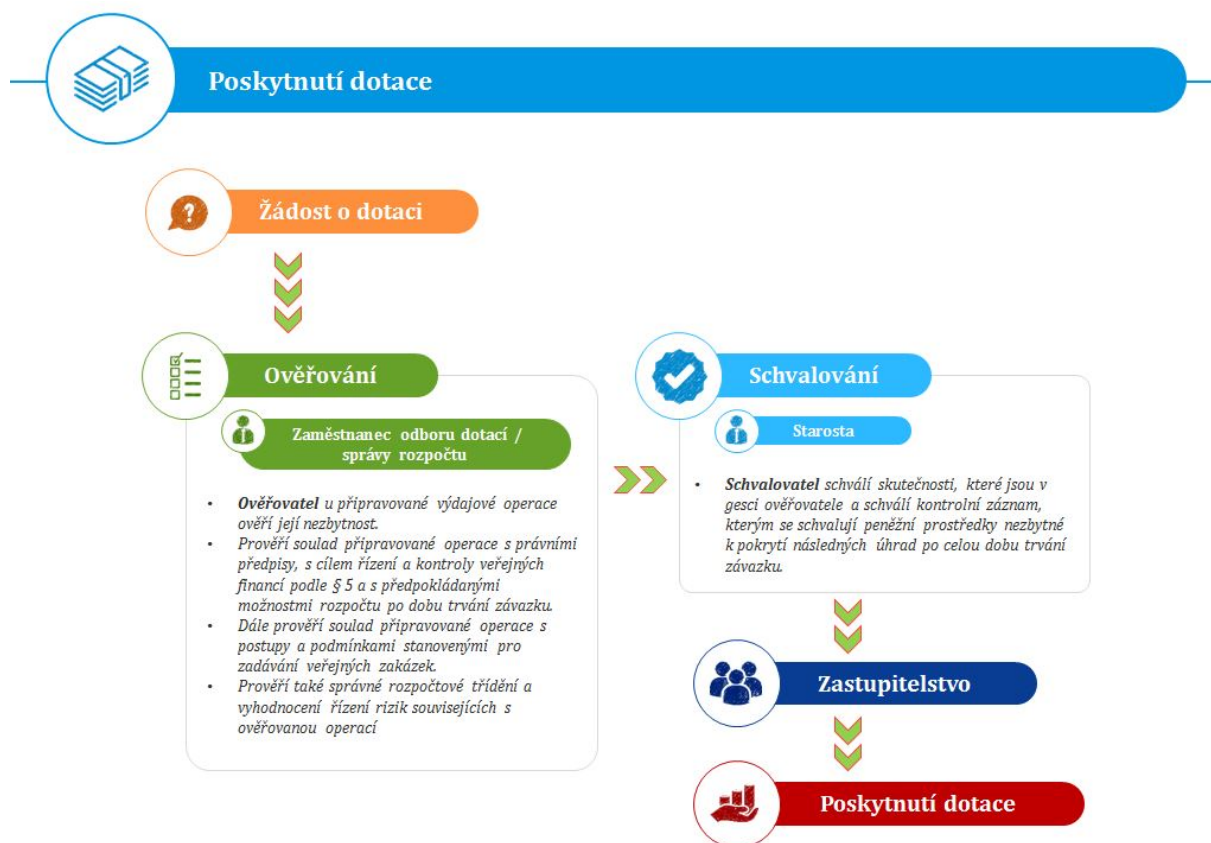 Poskytnutí dotace
Žádost o dotaci
Ověřování
Zaměstnanec odboru dotací /
správy rozpočtu
• Ověřovatel u připravované výdajové operace
ověří její nezbytnost.
• Prověří soulad připravované operace s právními
předpisy, s cílem řízení a kontroly veřejných
financí podle § 5 a s předpokládanými
možnostmi rozpočtu po dobu trvání závazku.
• Dále prověří soulad připravované operace s
postupy a podmínkami stanovenými pro
zadávání veřejných zakázek.
• Prověří také správné rozpočtové třídění a
vyhodnocení řízení rizik souvisejících s
ověřovanou operací
Schvalování
Starosta
• Schvalovatel schválí skutečnosti, které jsou v
gesci ověřovatele a schválí kontrolní záznam,
kterým se schvalují peněžní prostředky nezbytné
k pokrytí následných úhrad po celou dobu trvání
závazku.
Zastupitelstvo
Poskytnutí dotace